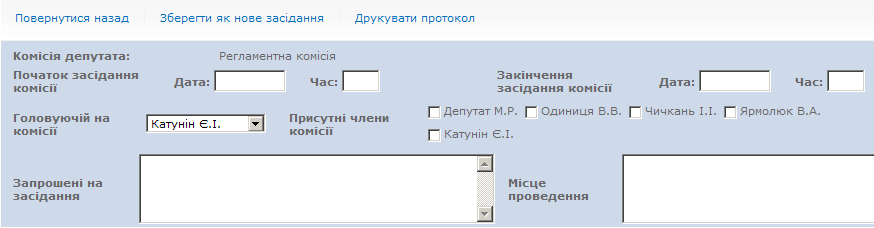 Повернутися назад Зберегти як нове засідання Друкувати протокол
Комісія депутата: Регламентна комісія
Початок засідання комісії Дата: Час: Закінчення засідання комісії Дата: Час:
Головуючій на комісії Катунін Є.І. Присутні члени комісії Депутат М.Р. Одиниця В.В. Чичкань І.І. Ярмолюк В.А.
Катунін Є.І.
Запрошені на засідання Місце проведення